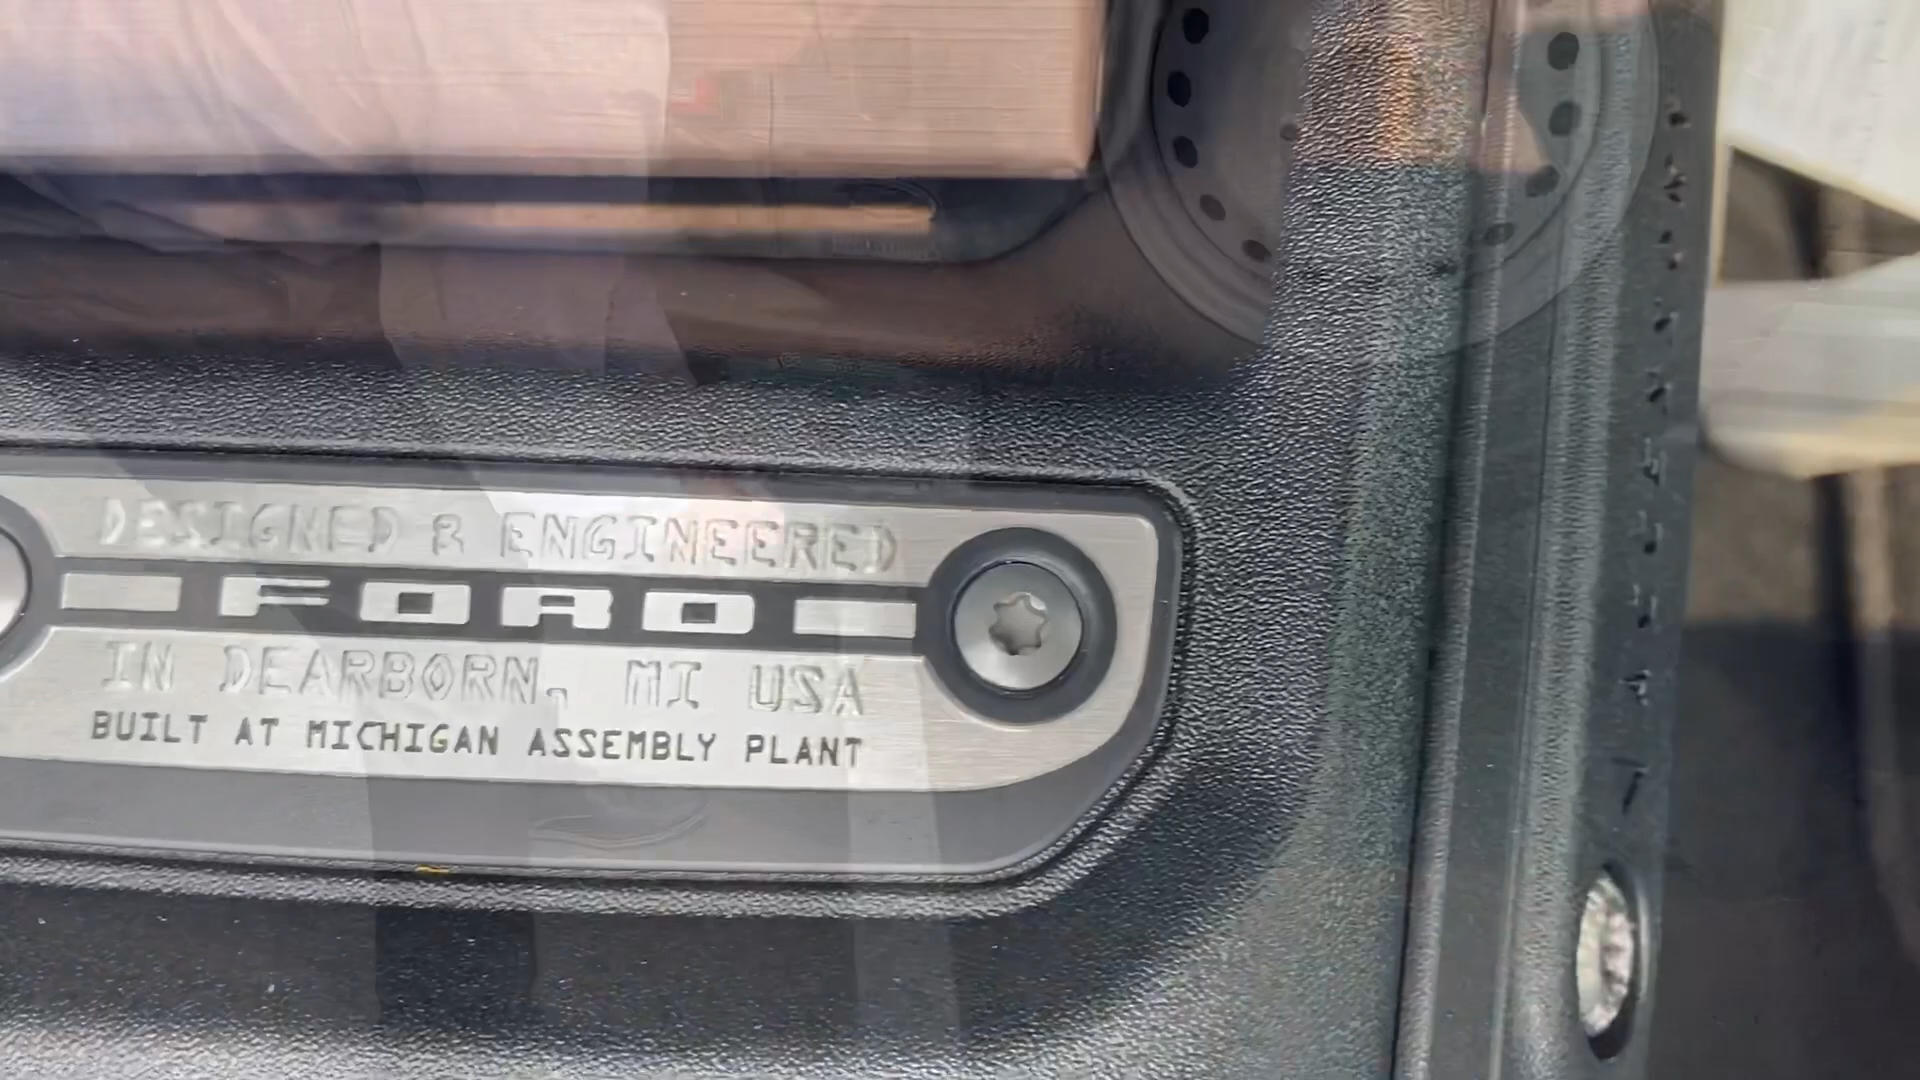 DESIGNED & ENGINEERED
FORD
IN DEARBORN, MI USA
BUILT AT MICHIGAN ASSEMBLY PLANT